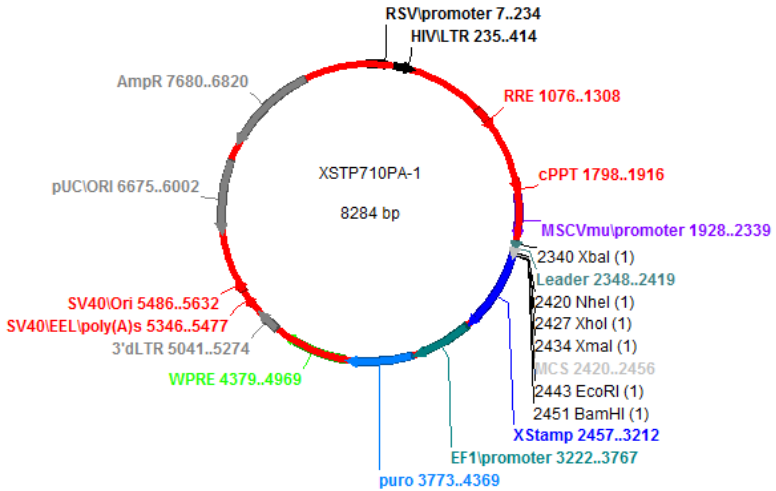 RSV\promoter 7..234
HIV\LTR 235..414
AmpR 7680..6820
RRE 1076..1308
XSTP710PA-1
cPPT 1798..1916
pUC\ORI 6675..6002
8284 bp
MSCVmu\promoter 1928..2339
2340 XbaI (1)
Leader 2348..2419
2420 NheI (1)
SV40\Ori 5486..5632
2427 XhoI (1)
SV40\EEL\poly(A)s 5346..5477
2434 XmaI (1)
3'dLTR 5041..5274
MCS 2420..2456
WPRE 4379..4969
2443 EcoRI (1)
2451 BamHI (1)
XStamp 2457..3212
EF1\promoter 3222..3767
puro 3773..4369